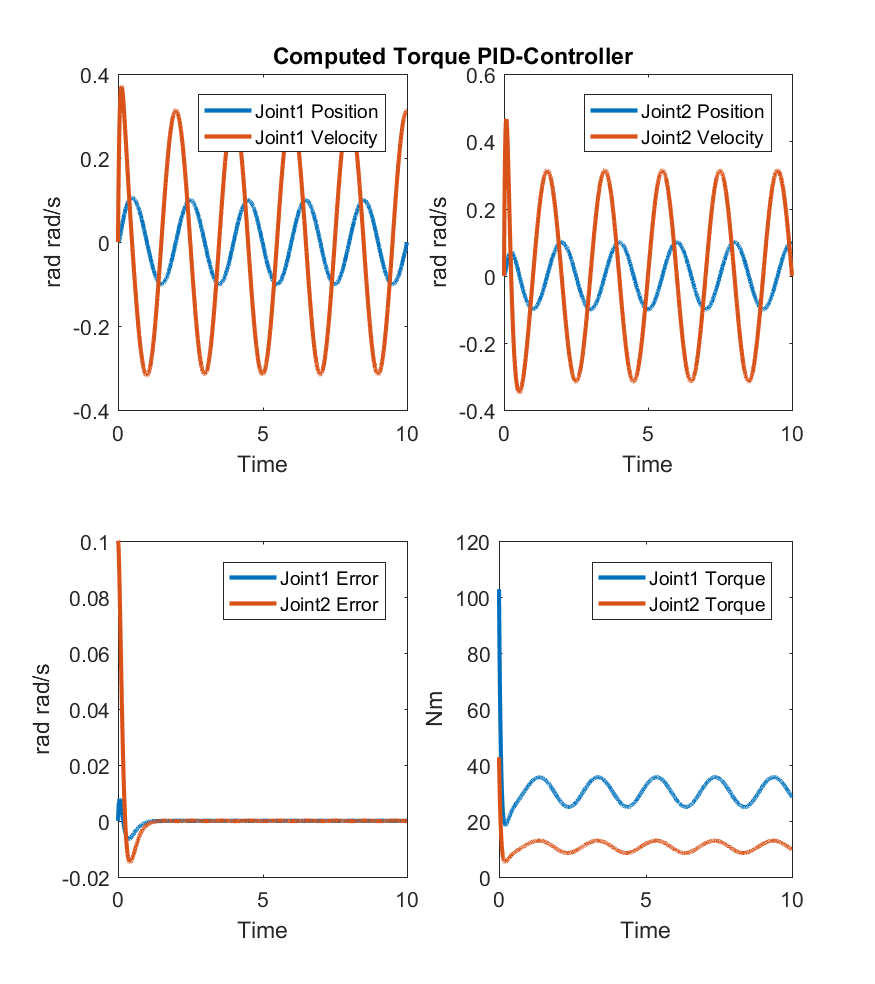 Computed Torque PID-Controller
0.4
0.2
0
-0.2
-0.4
rad rad/s
Joint1 Position
Joint1 Velocity
0 5 10
Time
0.6
0.4
0.2
0
-0.2
-0.4
rad rad/s
Joint2 Position
Joint2 Velocity
0 5 10
Time
0.1
0.08
0.06
0.04
0.02
0
-0.02
rad rad/s
Joint1 Error
Joint2 Error
0 5 10
Time
120
100
80
60
40
20
0
Nm
Joint1 Torque
Joint2 Torque
0 5 10
Time